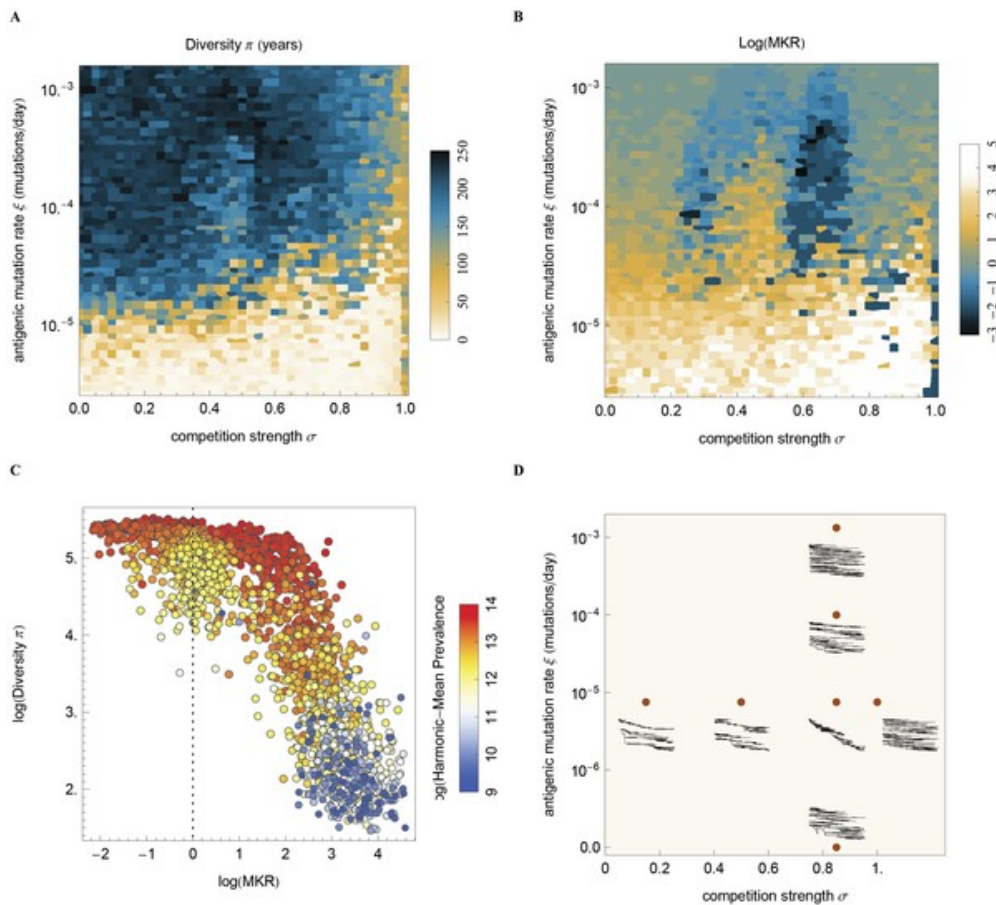 A
Diversity π (years)
antigenic mutation rate ξ (mutations/day)
10.⁻³
10.⁻⁴
10.⁻⁵
0.0 0.2 0.4 0.6 0.8 1.0
competition strength σ
250
200
150
100
50
0
B
Log(MKR)
antigenic mutation rate ξ (mutations/day)
10⁻³
10⁻⁴
10⁻⁵
0.0 0.2 0.4 0.6 0.8 1.0
competition strength σ
5
4
3
2
1
0
−1
−2
−3
C
log(Diversity π)
5.
4.
3.
2.
−2 −1 0 1 2 3 4
log(MKR)
og(Harmonic−Mean Prevalence
14
13
12
11
10
9
D
antigenic mutation rate ξ (mutations/day)
10⁻³
10⁻⁴
10⁻⁵
10⁻⁶
0.0
0 0.2 0.4 0.6 0.8 1.
competition strength σ